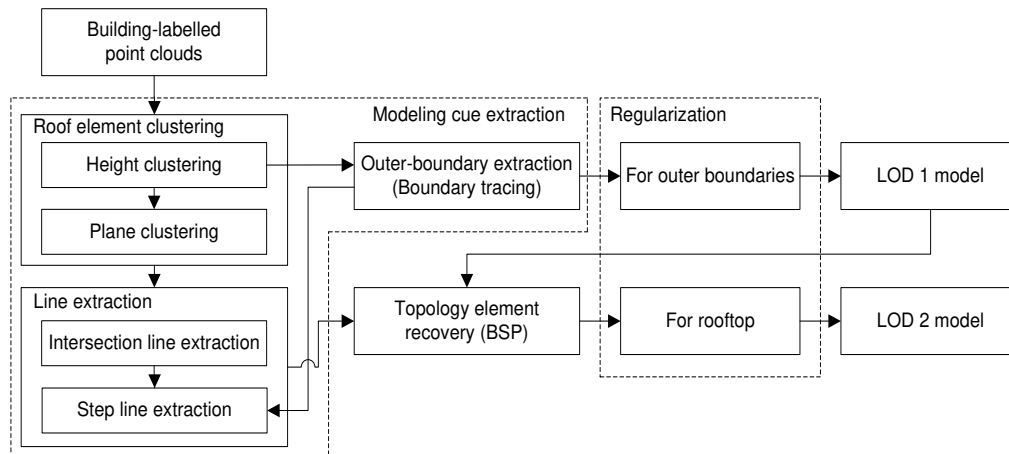 Building-labelled
point clouds
Modeling cue extraction
Regularization
Roof element clustering
Height clustering
Plane clustering
Outer-boundary extraction
(Boundary tracing)
For outer boundaries
LOD 1 model
Line extraction
Intersection line extraction
Step line extraction
Topology element
recovery (BSP)
For rooftop
LOD 2 model